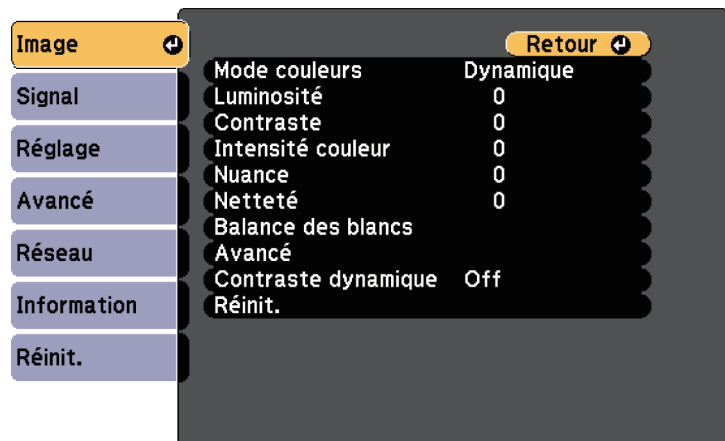 Image
Signal
Réglage
Avancé
Réseau
Information
Réinit.
Retour
Mode couleurs Dynamique
Luminosité 0
Contraste 0
Intensité couleur 0
Nuance 0
Netteté 0
Balance des blancs
Avancé
Contraste dynamique Off
Réinit.